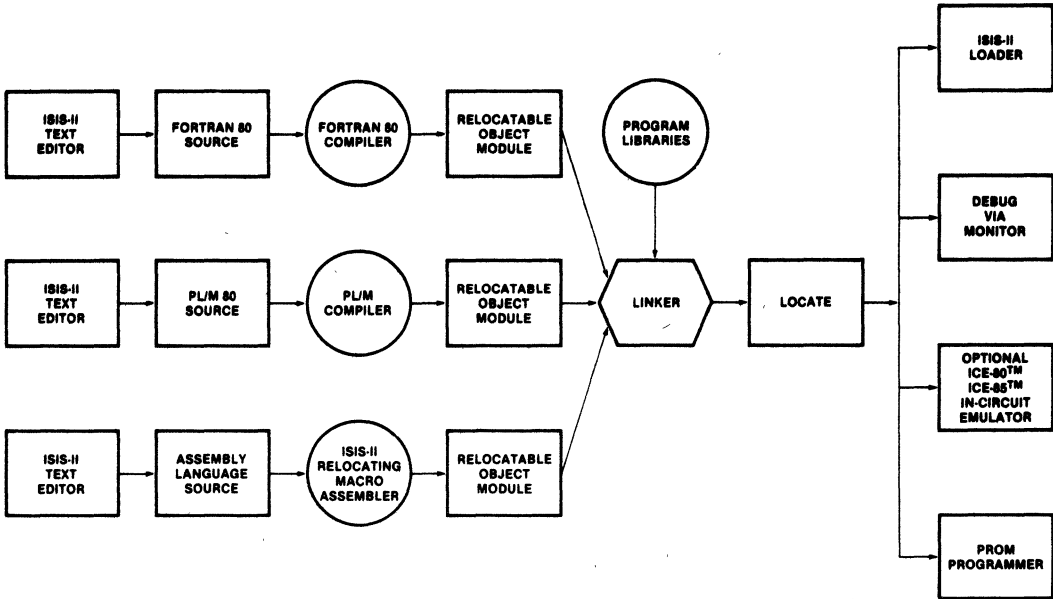 ISIS-II
TEXT
EDITOR
FORTRAN 80
SOURCE
FORTRAN 80
COMPILER
RELOCATABLE
OBJECT
MODULE
PROGRAM
LIBRARIES
ISIS-II
TEXT
EDITOR
PL/M 80
SOURCE
PL/M
COMPILER
RELOCATABLE
OBJECT
MODULE
LINKER
LOCATE
ISIS-II
TEXT
EDITOR
ASSEMBLY
LANGUAGE
SOURCE
ISIS-II
RELOCATING
MACRO
ASSEMBLER
RELOCATABLE
OBJECT
MODULE
ISIS-II
LOADER
DEBUG
VIA
MONITOR
OPTIONAL
ICE-80™
ICE-85™
IN-CIRCUIT
EMULATOR
PROM
PROGRAMMER